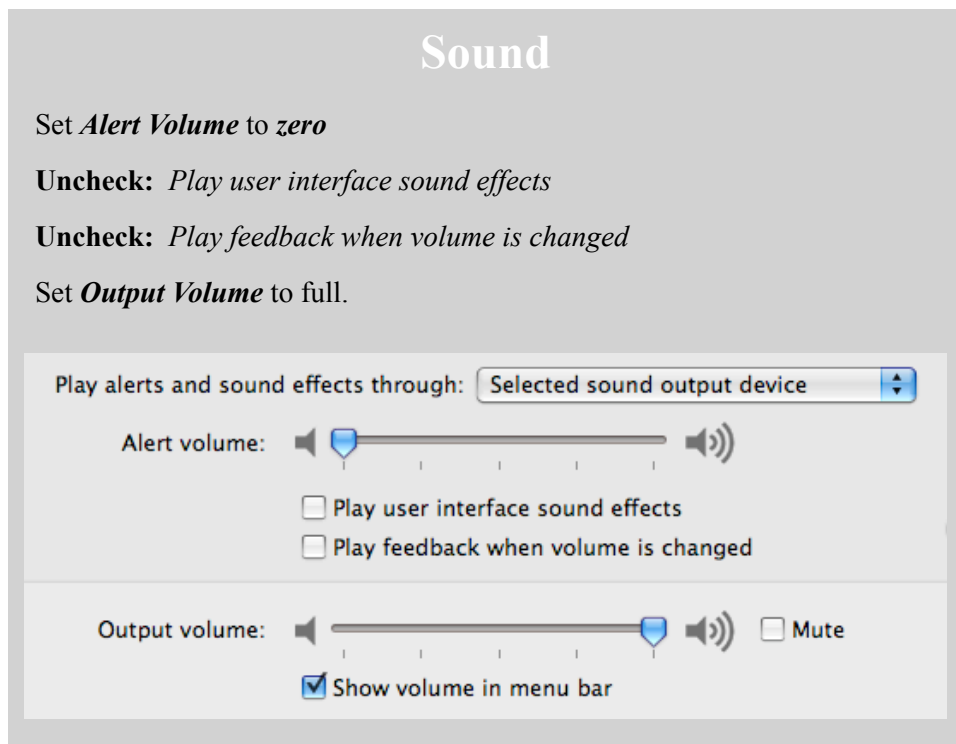 Sound
Set Alert Volume to zero
Uncheck: Play user interface sound effects
Uncheck: Play feedback when volume is changed
Set Output Volume to full.
Play alerts and sound effects through: Selected sound output device
Alert volume:
Play user interface sound effects
Play feedback when volume is changed
Output volume: Mute
Show volume in menu bar